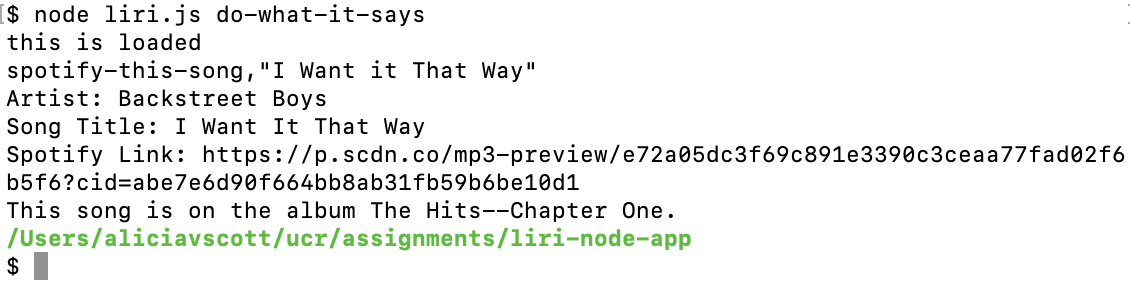 [$ node liri.js do-what-it-says
this is loaded
spotify-this-song,"I Want it That Way"
Artist: Backstreet Boys
Song Title: I Want It That Way
Spotify Link: https://p.scdn.co/mp3-preview/e72a05dc3f69c891e3390c3ceaa77fad02f6
b5f6?cid=abe7e6d90f664bb8ab31fb59b6be10d1
This song is on the album The Hits--Chapter One.
/Users/aliciavscott/ucr/assignments/liri-node-app
$